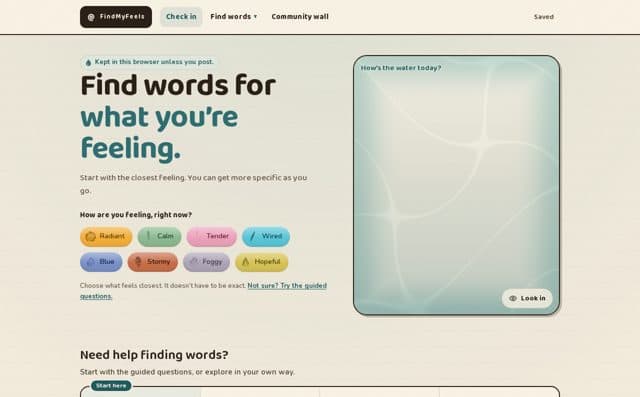 FindMyFeels
Check in
Find words
Community wall
Saved
Kept in this browser unless you post.
Find words for
what you're
feeling.
Start with the closest feeling. You can get more specific as you
go.
How are you feeling, right now?
Radiant
Calm
Tender
Wired
Blue
Stormy
Foggy
Hopeful
Choose what feels closest. It doesn't have to be exact. Not sure? Try the guided
questions.
How's the water today?
Look in
Need help finding words?
Start with the guided questions, or explore in your own way.
Start here